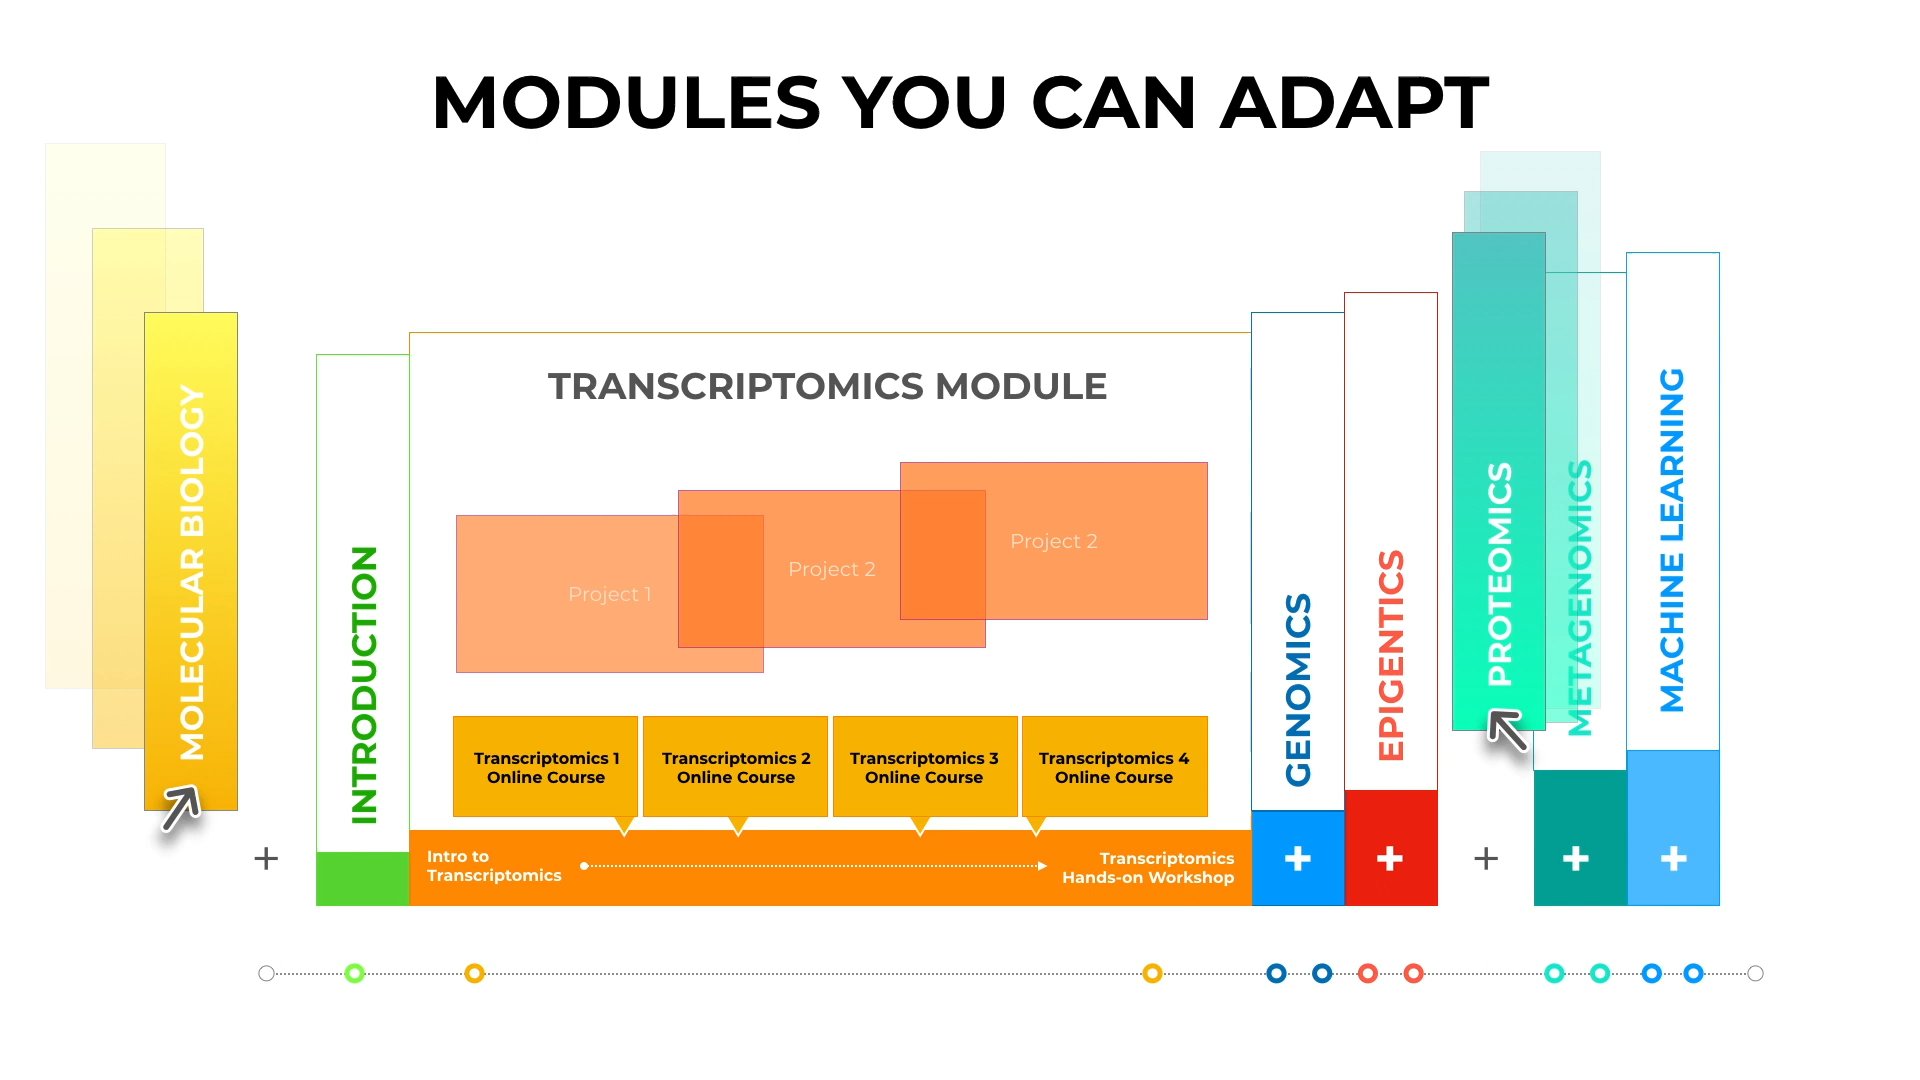 MODULES YOU CAN ADAPT
MOLECULAR BIOLOGY
+
INTRODUCTION
TRANSCRIPTOMICS MODULE
Project 1
Project 2
Project 2
Transcriptomics 1
Online Course
Transcriptomics 2
Online Course
Transcriptomics 3
Online Course
Transcriptomics 4
Online Course
Intro to
Transcriptomics
Transcriptomics
Hands-on Workshop
GENOMICS
+
EPIGENTICS
+
PROTEOMICS
+
METAGENOMICS
+
MACHINE LEARNING
+